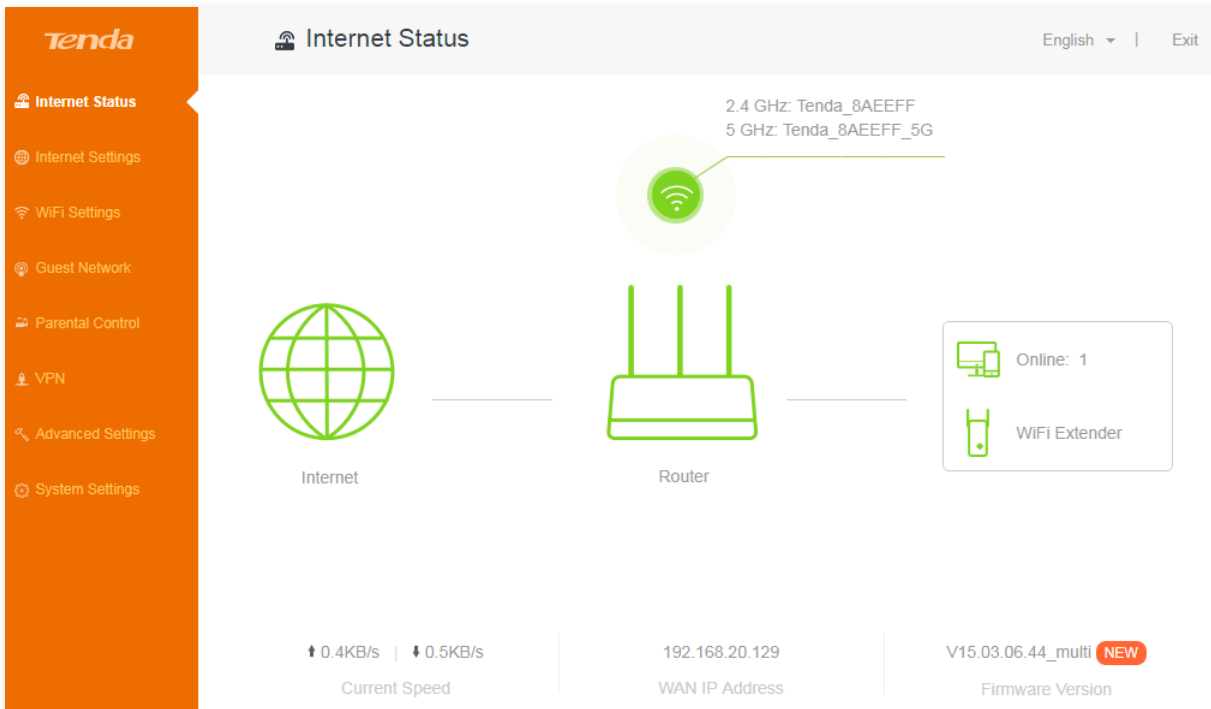 Tenda
Internet Status
English | Exit
Internet Status
Internet Settings
WiFi Settings
Guest Network
Parental Control
VPN
Advanced Settings
System Settings
2.4 GHz: Tenda_8AEEFF
5 GHz: Tenda_8AEEFF_5G
Internet
Router
Online: 1
WiFi Extender
0.4KB/s | 0.5KB/s
Current Speed
192.168.20.129
WAN IP Address
V15.03.06.44_multi NEW
Firmware Version